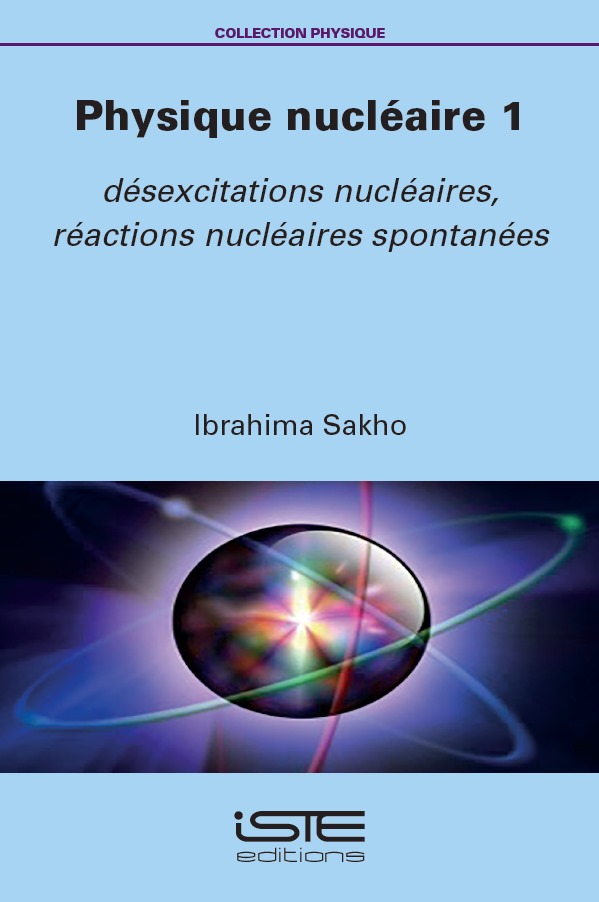 COLLECTION PHYSIQUE
Physique nucléaire 1
désexcitations nucléaires,
réactions nucléaires spontanées
Ibrahima Sakho
iSTE
editions